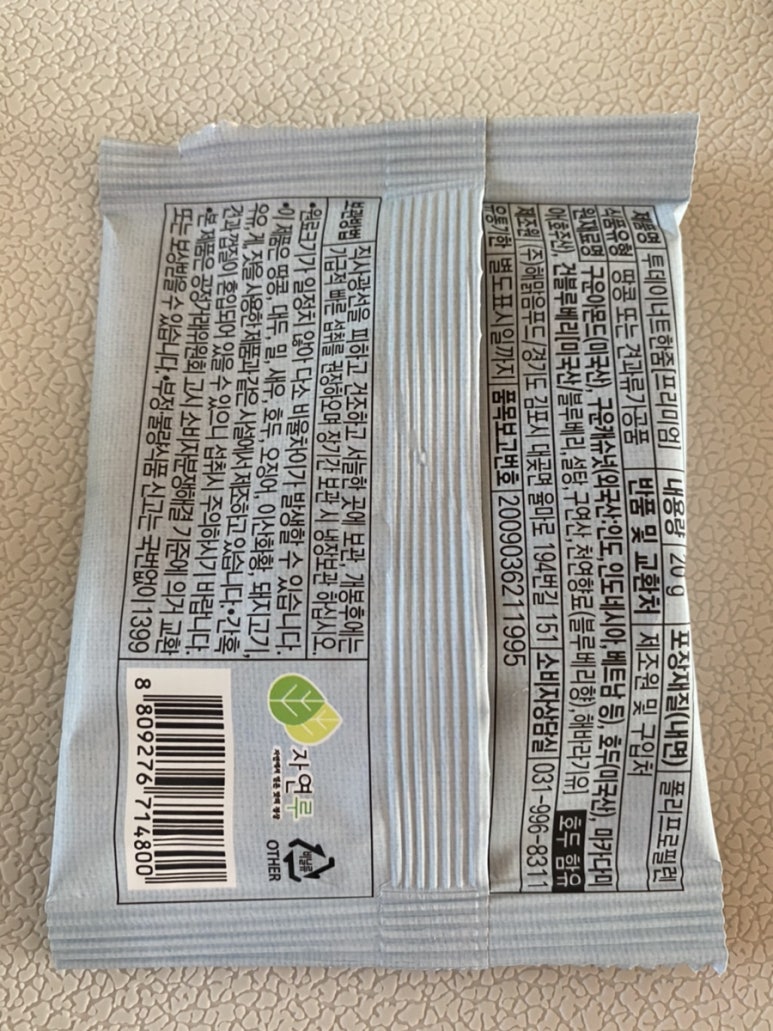 제품명 투데이너트한줌프리미엄 내용량 20g 포장재질(내면) 폴리프로필렌
식품유형 땅콩 또는 견과류가공품 반품 및 교환처 제조원 및 구입처
원재료명 구운아몬드(미국산), 구운캐슈넛(외국산:인도, 인도네시아, 베트남 등), 호두(미국산), 마카다미
아(호주산), 건블루베리(미국산/블루베리, 설탕, 구연산, 천연향료(블루베리향), 해바라기유) 호두 함유
제조원 (주)해맑음푸드/경기도 김포시 대곶면 율마로 194번길 151 소비자상담실 031-996-8311
유통기한 별도표시일까지 품목보고번호 2009036211995
보관방법 직사광선을 피하고 건조하고 서늘한 곳에 보관, 개봉후에는
가급적 빠른 섭취를 권장하오며 장기간 보관 시 냉장보관 하십시오.
•원료크기가 일정치 않아 다소 비율차이가 발생할 수 있습니다.
•이 제품은 땅콩, 대두, 밀, 새우, 호두, 오징어, 이산화황, 돼지고기,
우유, 게, 잣을 사용한 제품과 같은 시설에서 제조하고 있습니다.•간혹
견과 껍질이 혼입되어 있을 수 있으니 섭취시 주의하시기 바랍니다.
•본 제품은 공정거래위원회 고시 소비자분쟁해결 기준에 의거 교환
또는 보상받을 수 있습니다.•부정·불량식품 신고는 국번없이 1399
자연루
OTHER
8 809276 714800